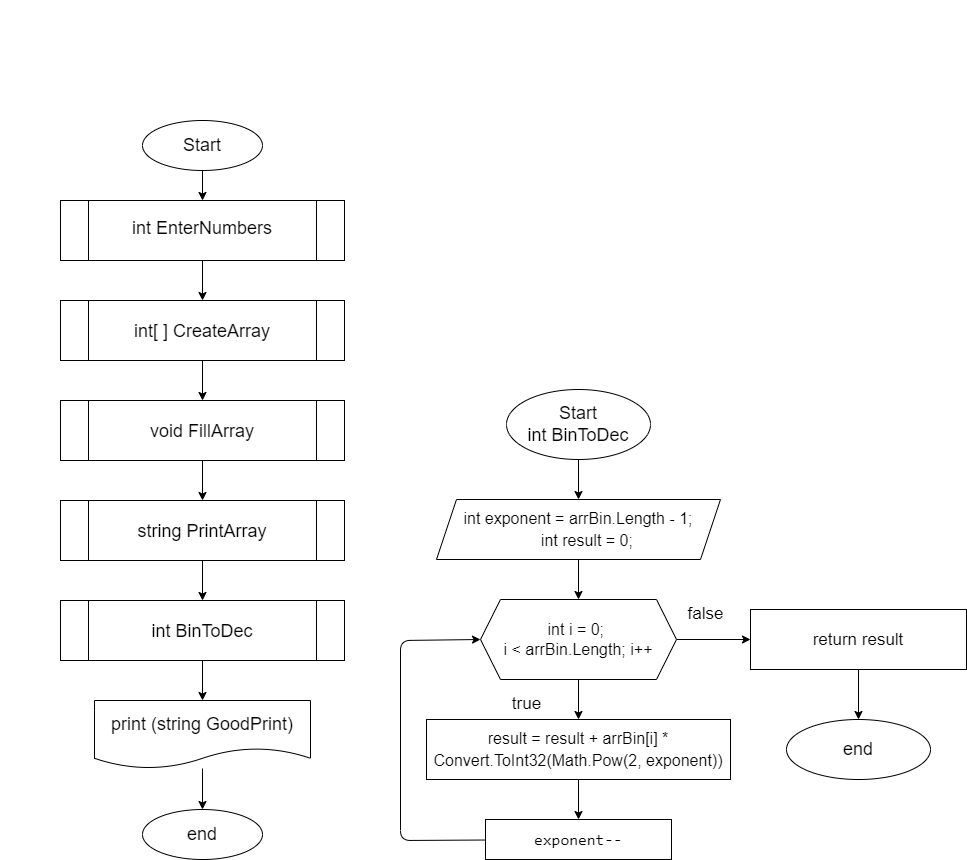 Start
int EnterNumbers
int[ ] CreateArray
void FillArray
string PrintArray
int BinToDec
print (string GoodPrint)
end
Start
int BinToDec
int exponent = arrBin.Length - 1;
int result = 0;
int i = 0;
i < arrBin.Length; i++
false
return result
end
true
result = result + arrBin[i] *
Convert.ToInt32(Math.Pow(2, exponent))
exponent--